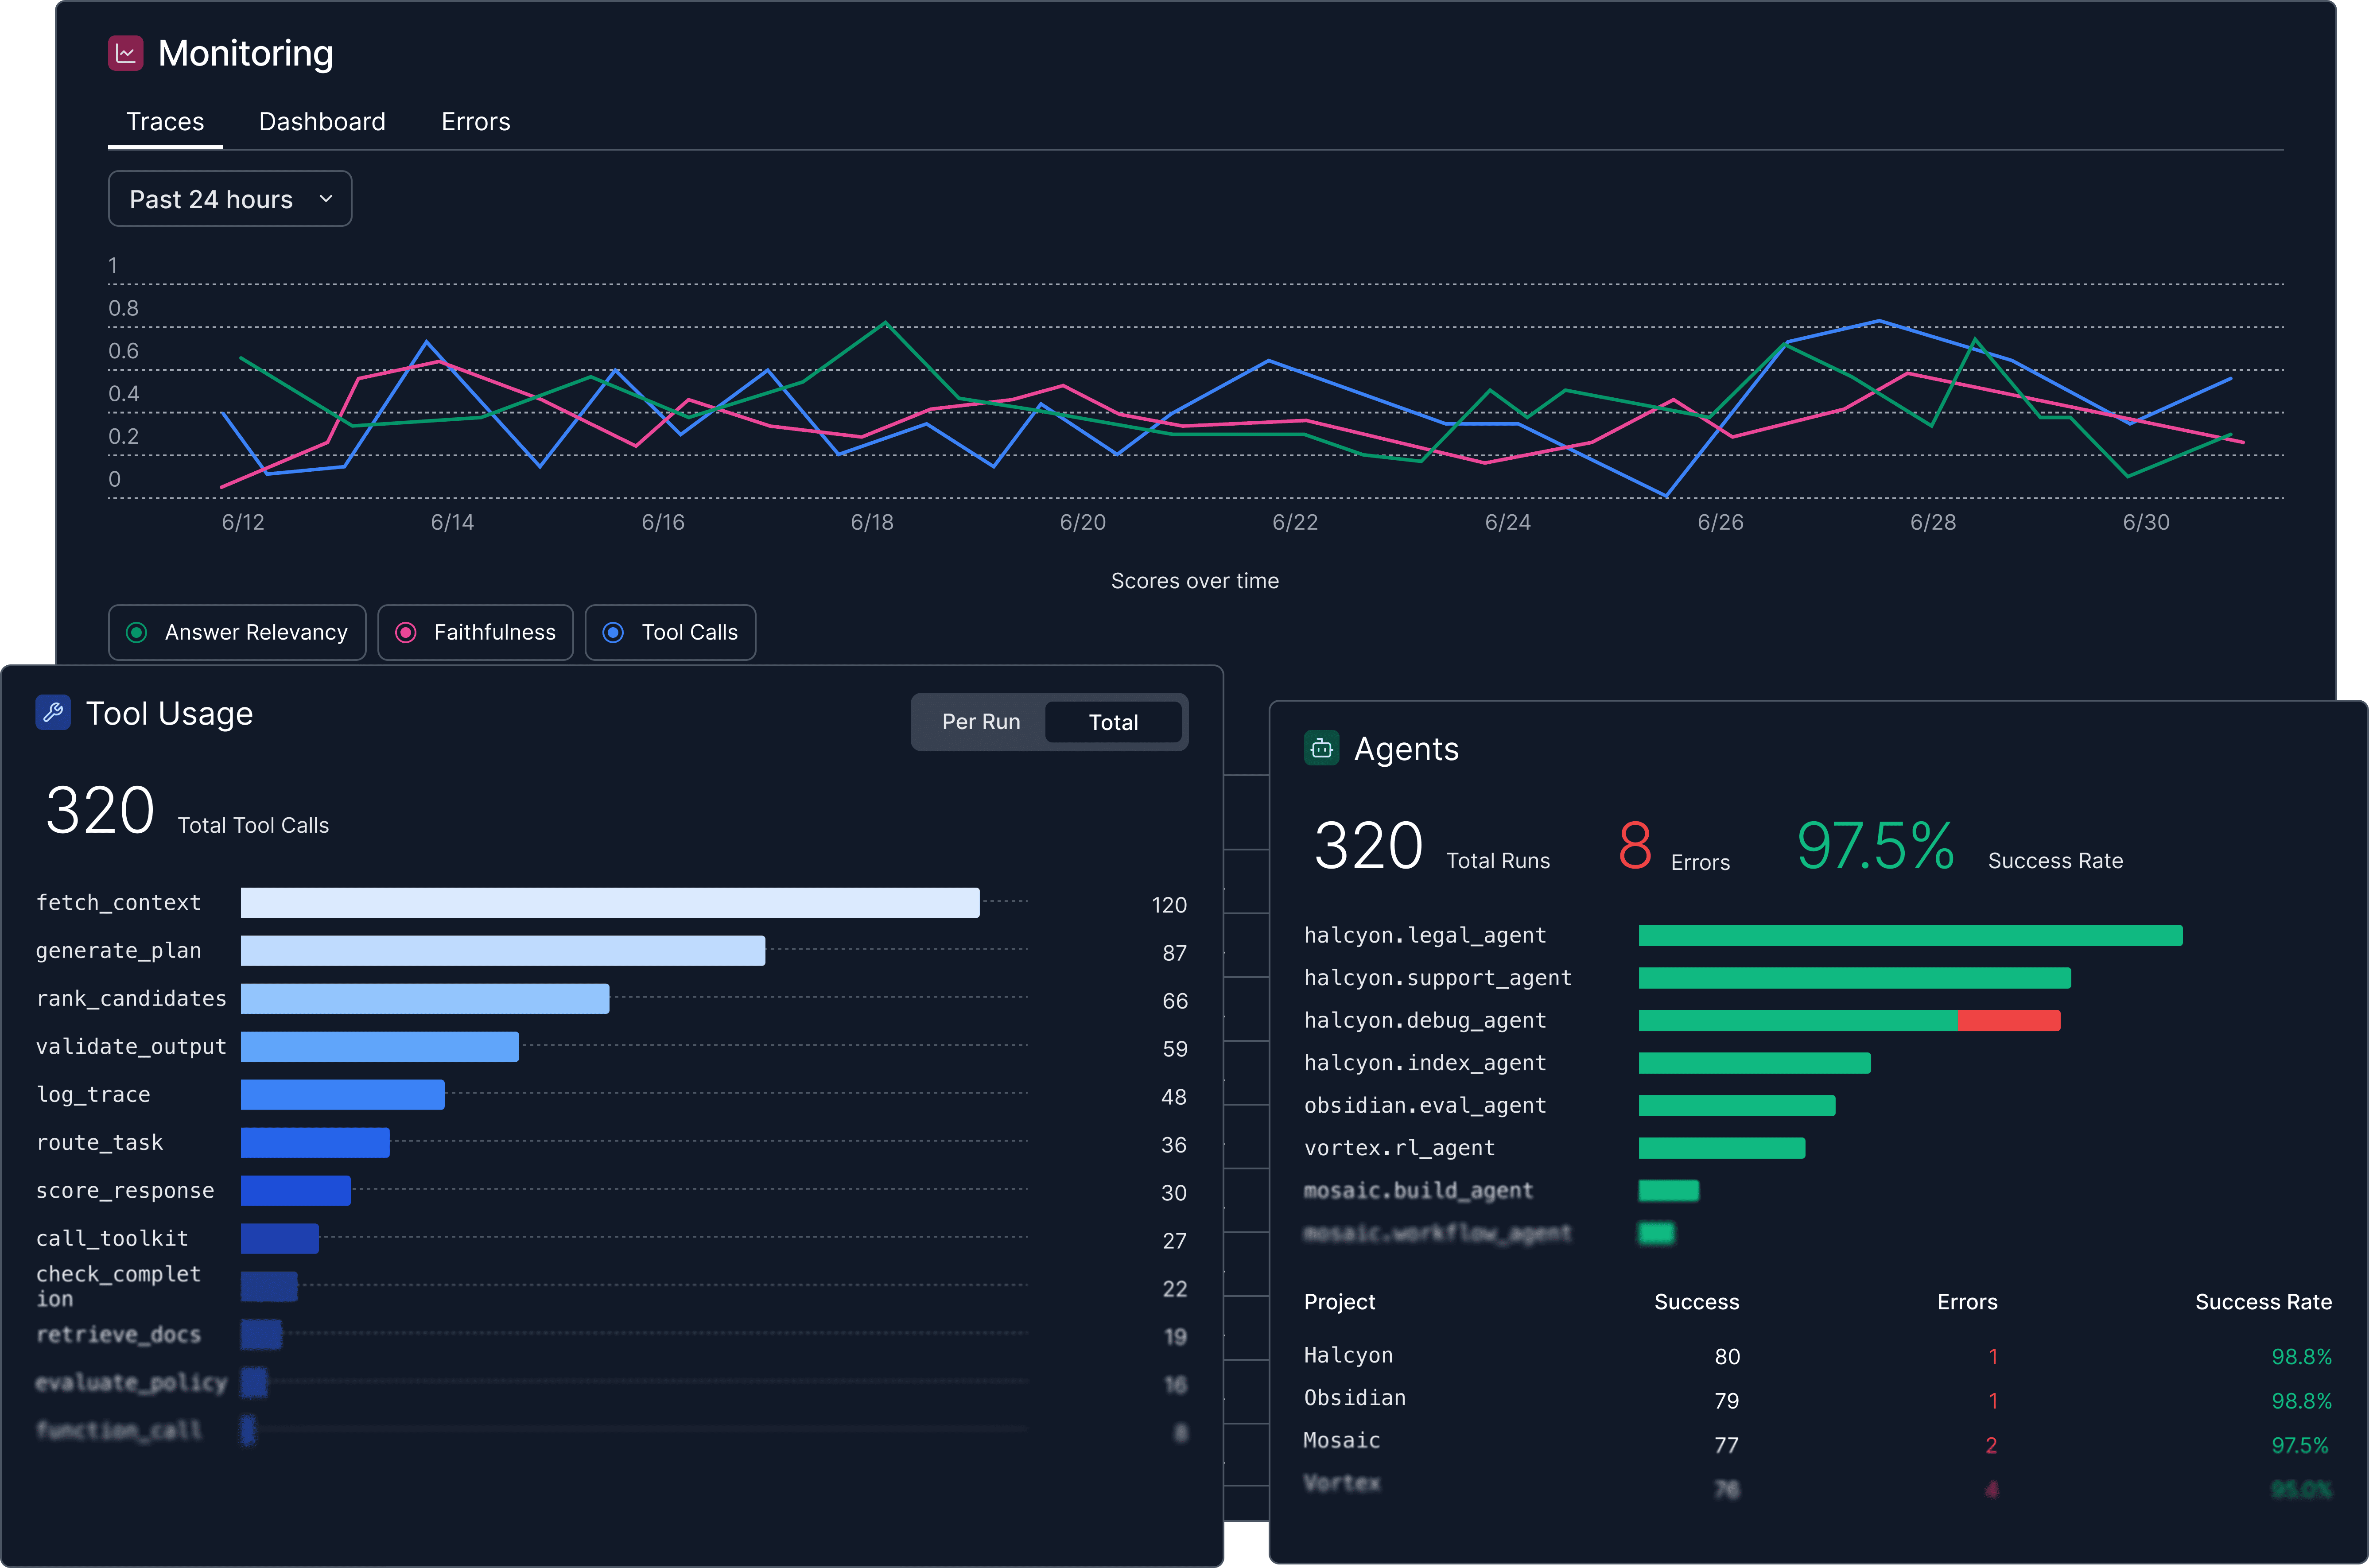 Monitoring
Traces Dashboard Errors
Past 24 hours
1
0.8
0.6
0.4
0.2
0
6/12 6/14 6/16 6/18 6/20 6/22 6/24 6/26 6/28 6/30
Scores over time
Answer Relevancy Faithfulness Tool Calls
Tool Usage
Per Run Total
320 Total Tool Calls
fetch_context 120
generate_plan 87
rank_candidates 66
validate_output 59
log_trace 48
route_task 36
score_response 30
call_toolkit 27
check_complet
ion 22
retrieve_docs 19
evaluate_policy 16
function_call 8
Agents
320 Total Runs 8 Errors 97.5% Success Rate
halcyon.legal_agent
halcyon.support_agent
halcyon.debug_agent
halcyon.index_agent
obsidian.eval_agent
vortex.rl_agent
mosaic.build_agent
mosaic.workflow_agent
Project Success Errors Success Rate
Halcyon 80 1 98.8%
Obsidian 79 1 98.8%
Mosaic 77 2 97.5%
Vortex 76 4 95.0%